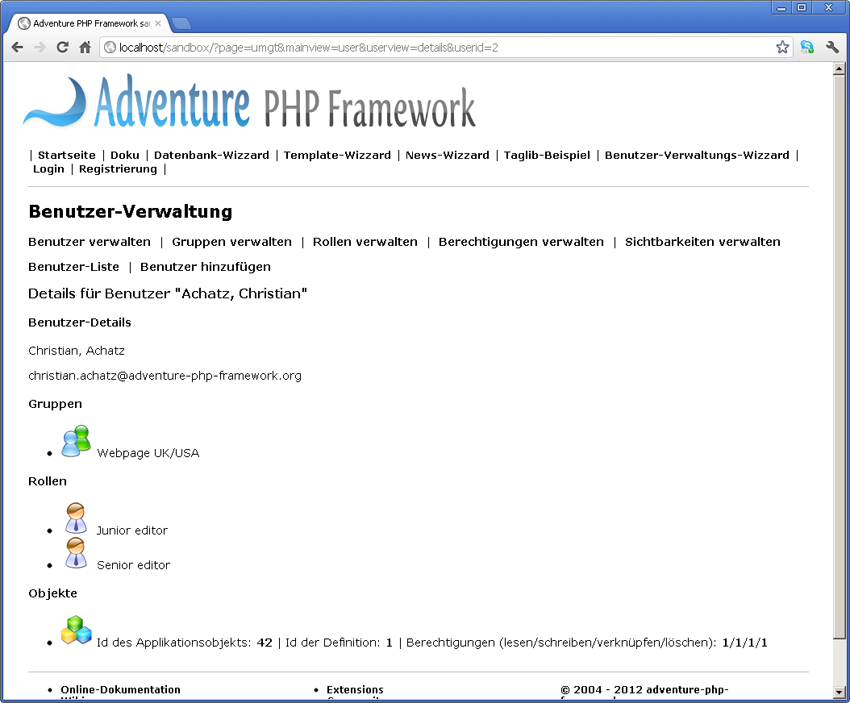 Adventure PHP Framework sa
localhost/sandbox/?page=umgt&mainview=user&userview=details&userid=2
Adventure PHP Framework
| Startseite | Doku | Datenbank-Wizzard | Template-Wizzard | News-Wizzard | Taglib-Beispiel | Benutzer-Verwaltungs-Wizzard |
Login | Registrierung |
Benutzer-Verwaltung
Benutzer verwalten | Gruppen verwalten | Rollen verwalten | Berechtigungen verwalten | Sichtbarkeiten verwalten
Benutzer-Liste | Benutzer hinzufügen
Details für Benutzer "Achatz, Christian"
Benutzer-Details
Christian, Achatz
christian.achatz@adventure-php-framework.org
Gruppen
Webpage UK/USA
Rollen
Junior editor
Senior editor
Objekte
Id des Applikationsobjekts: 42 | Id der Definition: 1 | Berechtigungen (lesen/schreiben/verknüpfen/löschen): 1/1/1/1
Online-Dokumentation
Extensions
© 2004 - 2012 adventure-php-